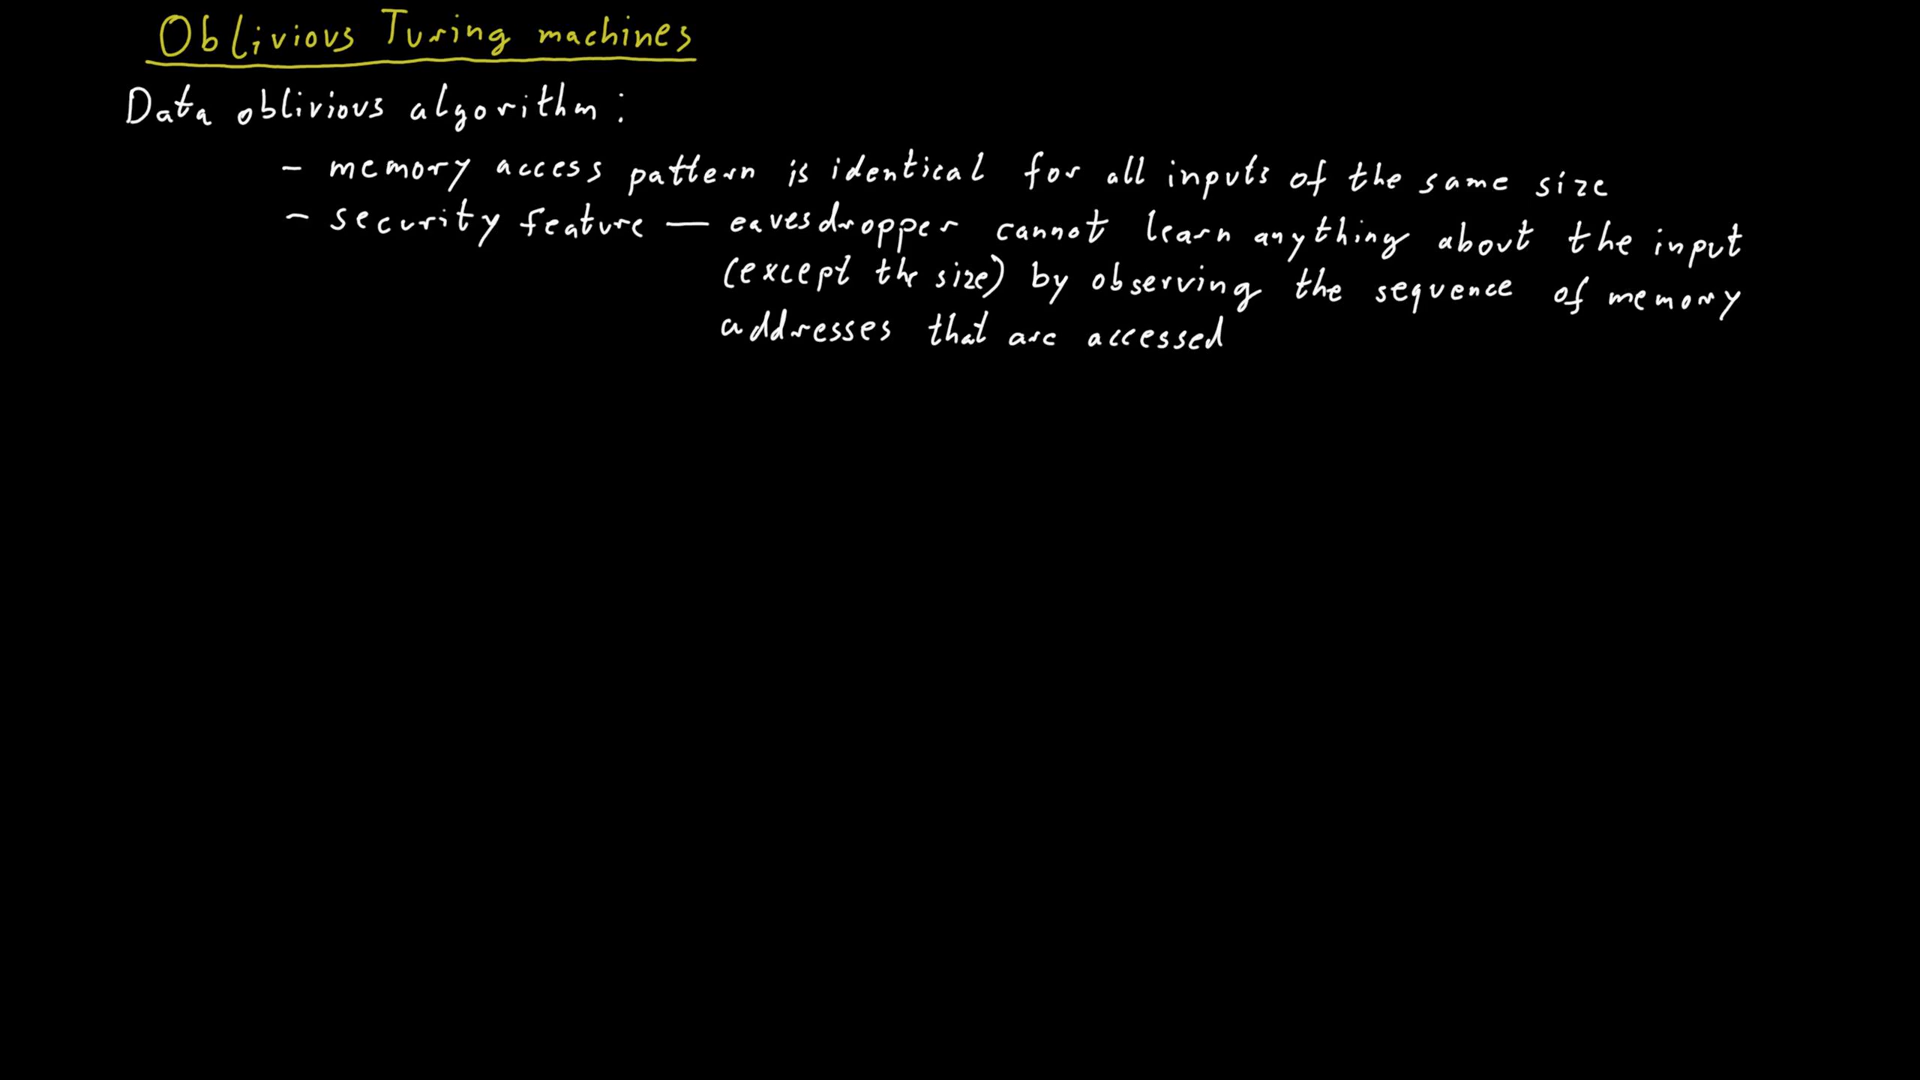 Oblivious Turing machines
Data oblivious algorithm:
- memory access pattern is identical for all inputs of the same size
- security feature — eavesdropper cannot learn anything about the input
(except the size) by observing the sequence of memory
addresses that are accessed